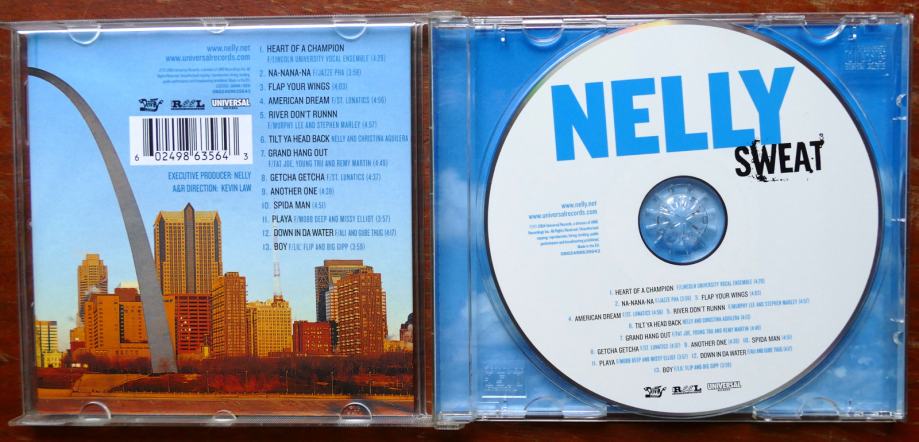 www.nelly.net
www.universalrecords.com
UNIVERSAL
6 02498 63564 3
EXECUTIVE PRODUCER: NELLY
A&R DIRECTION: KEVIN LAW
1. HEART OF A CHAMPION
F/LINCOLN UNIVERSITY VOCAL ENSEMBLE (4:29)
2. NA-NANA-NA F/JAZZE PHA (3:58)
3. FLAP YOUR WINGS (4:03)
4. AMERICAN DREAM F/ST. LUNATICS (4:56)
5. RIVER DON'T RUNNN
F/MURPHY LEE AND STEPHEN MARLEY (4:57)
6. TILT YA HEAD BACK NELLY AND CHRISTINA AGUILERA
7. GRAND HANG OUT
F/FAT JOE, YOUNG TRU AND REMY MARTIN (4:49)
8. GETCHA GETCHA F/ST. LUNATICS (4:37)
9. ANOTHER ONE (4:39)
10. SPIDA MAN (4:51)
11. PLAYA F/MOBB DEEP AND MISSY ELLIOT (3:57)
12. DOWN IN DA WATER F/ALI AND GUBE THUG (4:17)
13. BOY F/LIL' FLIP AND BIG GIPP (3:59)
NELLY
SWEAT
www.nelly.net
www.universalrecords.com
1. HEART OF A CHAMPION F/LINCOLN UNIVERSITY VOCAL ENSEMBLE (4:29)
2. NA-NANA-NA F/JAZZE PHA (3:58) 3. FLAP YOUR WINGS (4:03)
4. AMERICAN DREAM F/ST. LUNATICS (4:56) 5. RIVER DON'T RUNNN F/MURPHY LEE AND STEPHEN MARLEY (4:57)
6. TILT YA HEAD BACK NELLY AND CHRISTINA AGUILERA
7. GRAND HANG OUT F/FAT JOE, YOUNG TRU AND REMY MARTIN (4:49)
8. GETCHA GETCHA F/ST. LUNATICS (4:37) 9. ANOTHER ONE (4:39) 10. SPIDA MAN (4:51)
11. PLAYA F/MOBB DEEP AND MISSY ELLIOT (3:57) 12. DOWN IN DA WATER F/ALI AND GUBE THUG (4:17)
13. BOY F/LIL' FLIP AND BIG GIPP (3:59)
UNIVERSAL